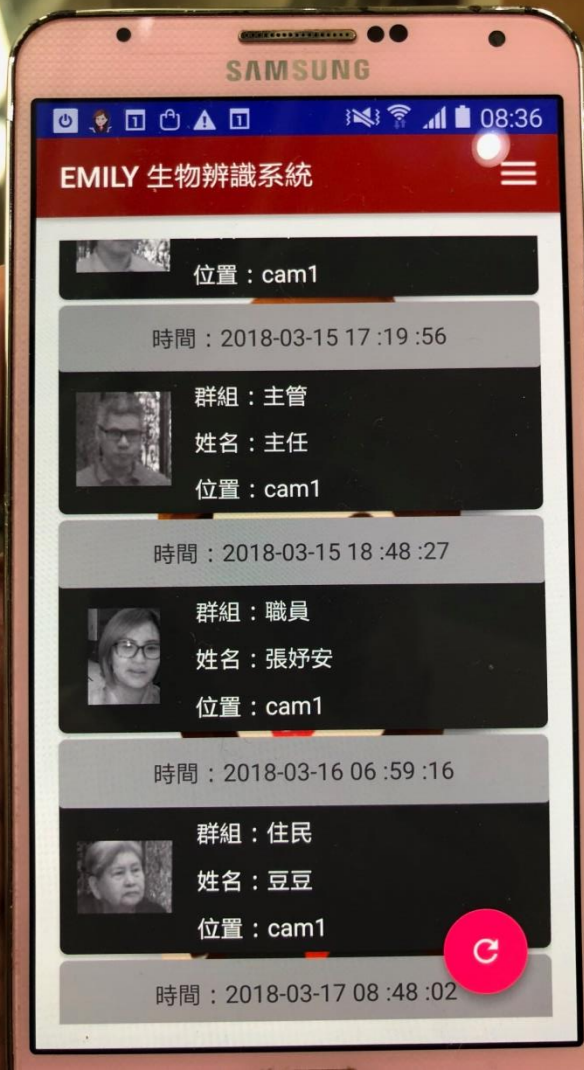 SAMSUNG
1 1 08:36
EMILY 生物辨識系統
位置：cam1
時間：2018-03-15 17 :19 :56
群組：主管
姓名：主任
位置：cam1
時間：2018-03-15 18 :48 :27
群組：職員
姓名：張妤安
位置：cam1
時間：2018-03-16 06 :59 :16
群組：住民
姓名：豆豆
位置：cam1
時間：2018-03-17 08 :48 :02